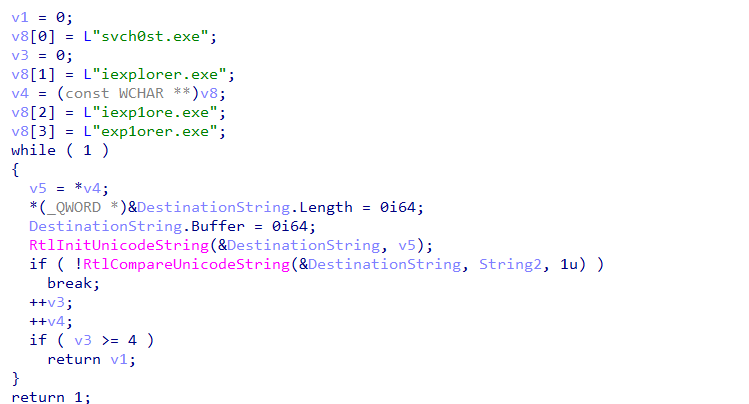 v1 = 0;
v8[0] = L"svch0st.exe";
v3 = 0;
v8[1] = L"iexplorer.exe";
v4 = (const WCHAR **)v8;
v8[2] = L"iexp1ore.exe";
v8[3] = L"exp1orer.exe";
while ( 1 )
{
v5 = *v4;
*(_QWORD *)&DestinationString.Length = 0i64;
DestinationString.Buffer = 0i64;
RtlInitUnicodeString(&DestinationString, v5);
if ( !RtlCompareUnicodeString(&DestinationString, String2, 1u) )
break;
++v3;
++v4;
if ( v3 >= 4 )
return v1;
}
return 1;